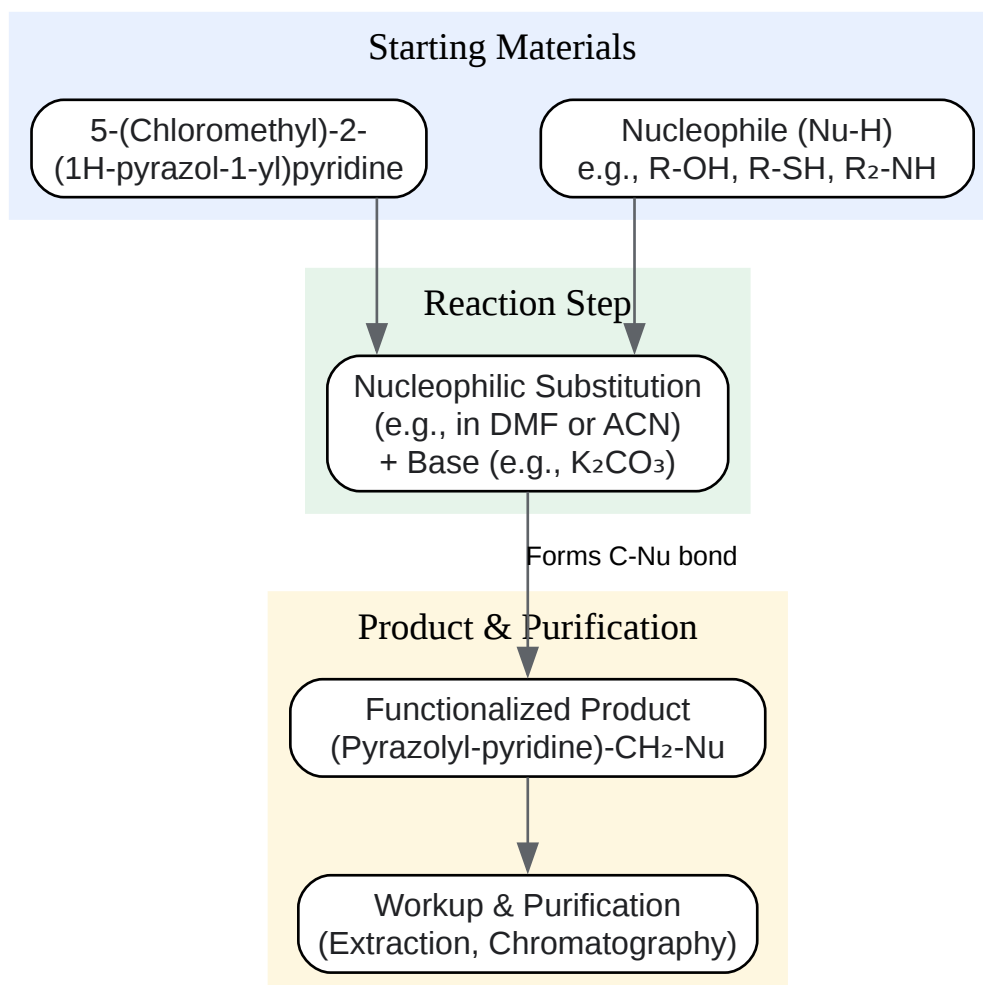 Starting Materials
5-(Chloromethyl)-2-
(1H-pyrazol-1-yl)pyridine
Nucleophile (Nu-H)
e.g., R-OH, R-SH, R₂-NH
Reaction Step
Nucleophilic Substitution
(e.g., in DMF or ACN)
+ Base (e.g., K₂CO₃)
Forms C-Nu bond
Product & Purification
Functionalized Product
(Pyrazolyl-pyridine)-CH₂-Nu
Workup & Purification
(Extraction, Chromatography)